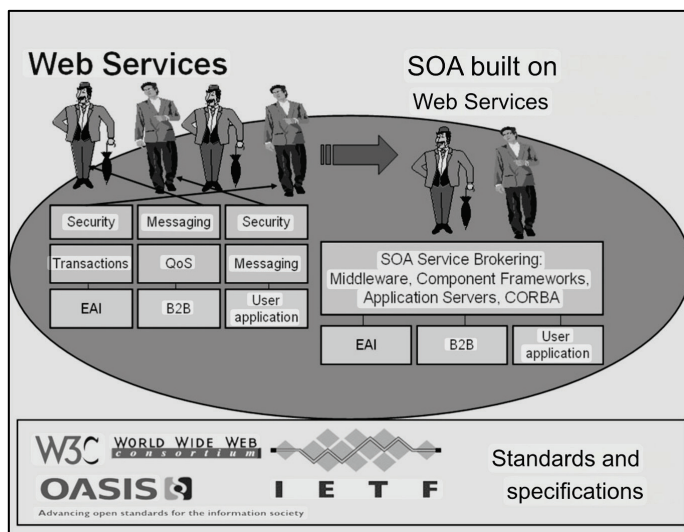 Web Services
SOA built on
Web Services
Security
Messaging
Security
Transactions
QoS
Messaging
EAI
B2B
User
application
SOA Service Brokering:
Middleware, Component Frameworks,
Application Servers, CORBA
EAI
B2B
User
application
W3C WORLD WIDE WEB
consortium
OASIS
Advancing open standards for the information society
I E T F
Standards and
specifications